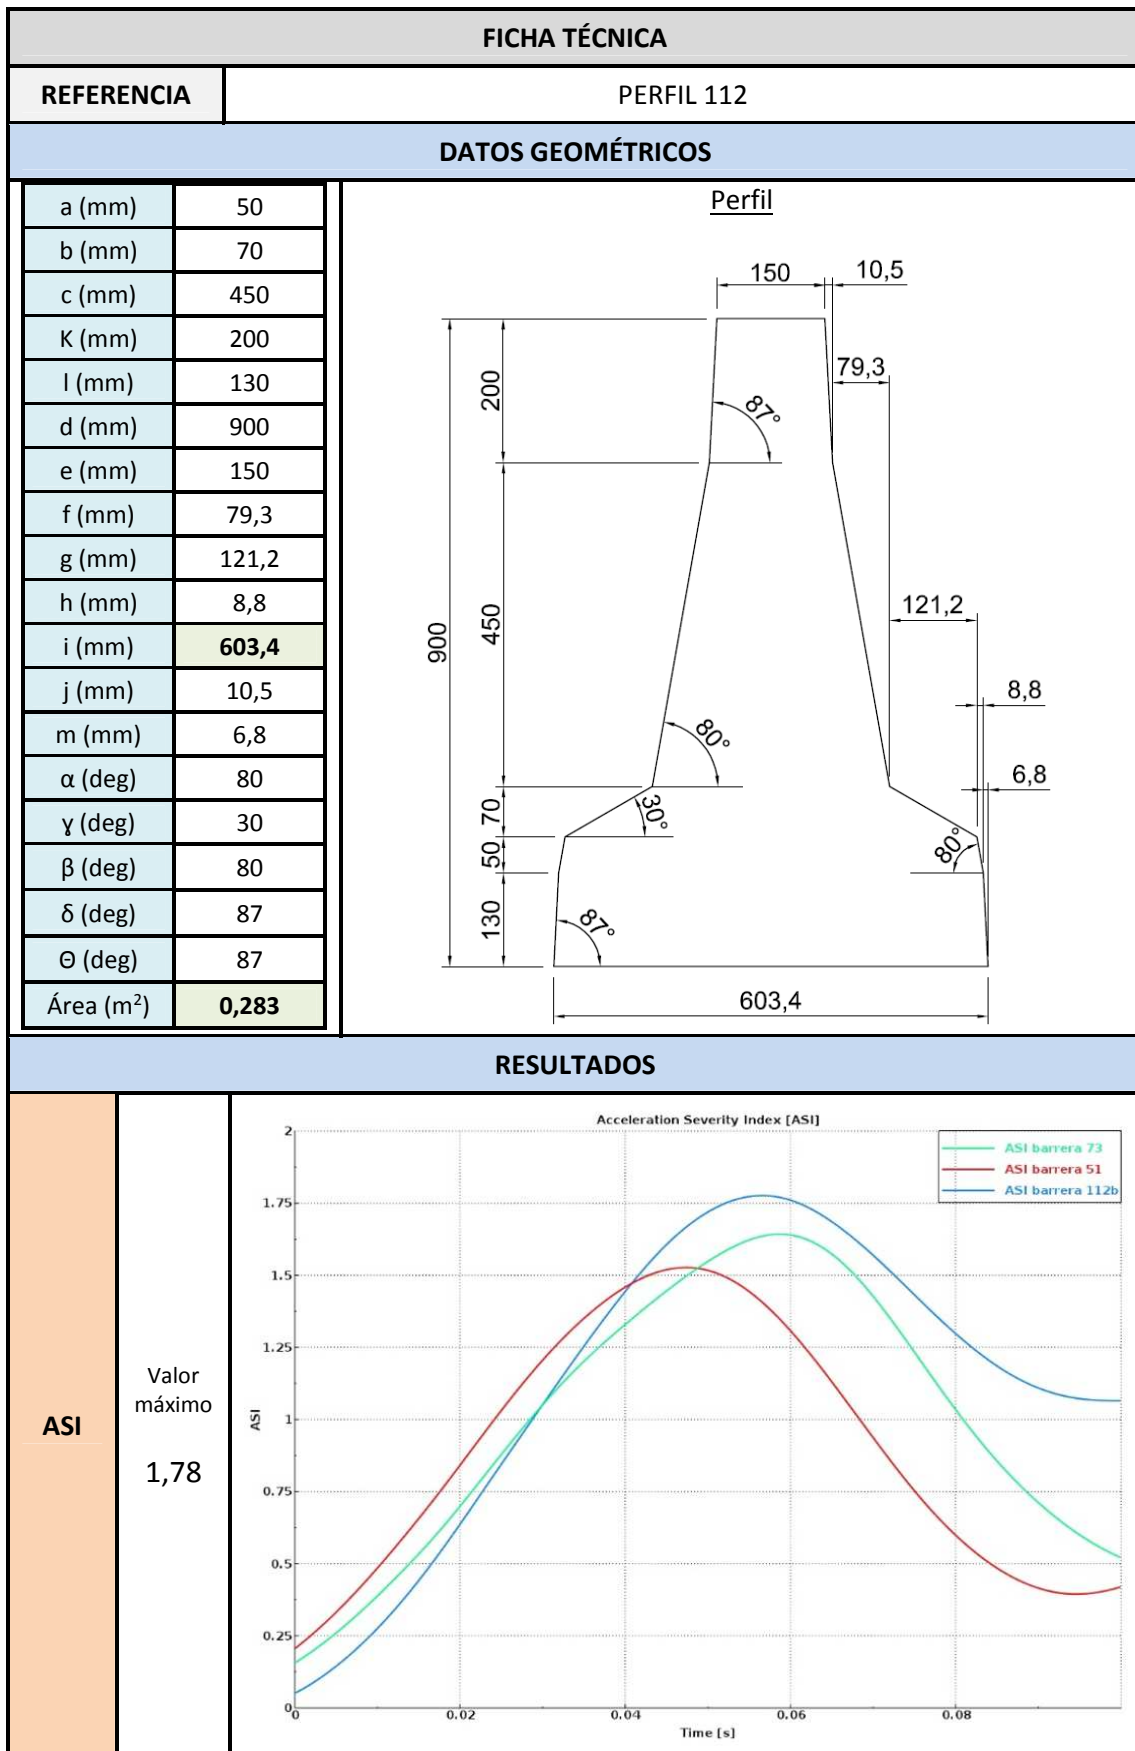 FICHA TÉCNICA
REFERENCIA PERFIL 112
DATOS GEOMÉTRICOS
a (mm) 50
b (mm) 70
c (mm) 450
K (mm) 200
l (mm) 130
d (mm) 900
e (mm) 150
f (mm) 79,3
g (mm) 121,2
h (mm) 8,8
i (mm) 603,4
j (mm) 10,5
m (mm) 6,8
α (deg) 80
γ (deg) 30
β (deg) 80
δ (deg) 87
Θ (deg) 87
Área (m²) 0,283
Perfil
150 10,5
79,3
200
87°
900
450
121,2
8,8
80°
6,8
70
30°
50
80°
130
87°
603,4
RESULTADOS
ASI
Valor
máximo
1,78
Acceleration Severity Index [ASI]
ASI barrera 73
ASI barrera 51
ASI barrera 112b
2
1.75
1.5
1.25
1
0.75
0.5
0.25
0
ASI
0 0.02 0.04 0.06 0.08
Time [s]